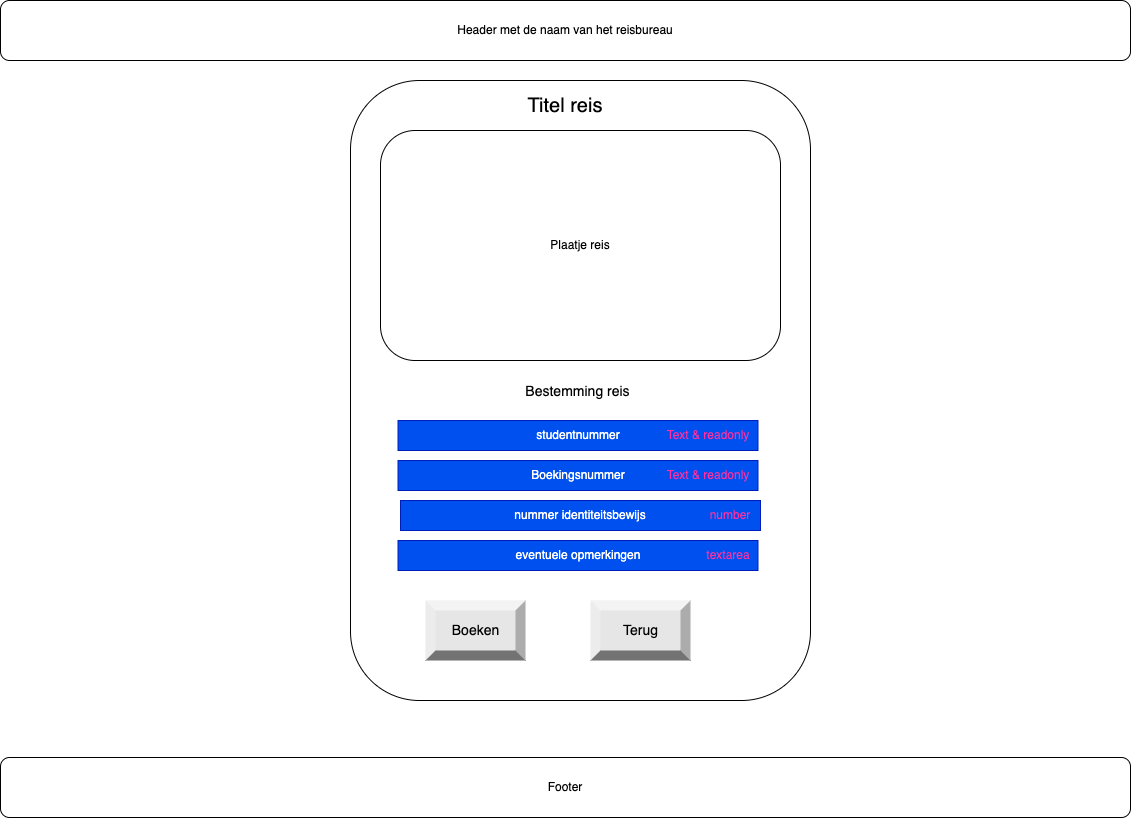 Header met de naam van het reisbureau
Titel reis
Plaatje reis
Bestemming reis
studentnummer Text & readonly
Boekingsnummer Text & readonly
nummer identiteitsbewijs number
eventuele opmerkingen textarea
Boeken Terug
Footer